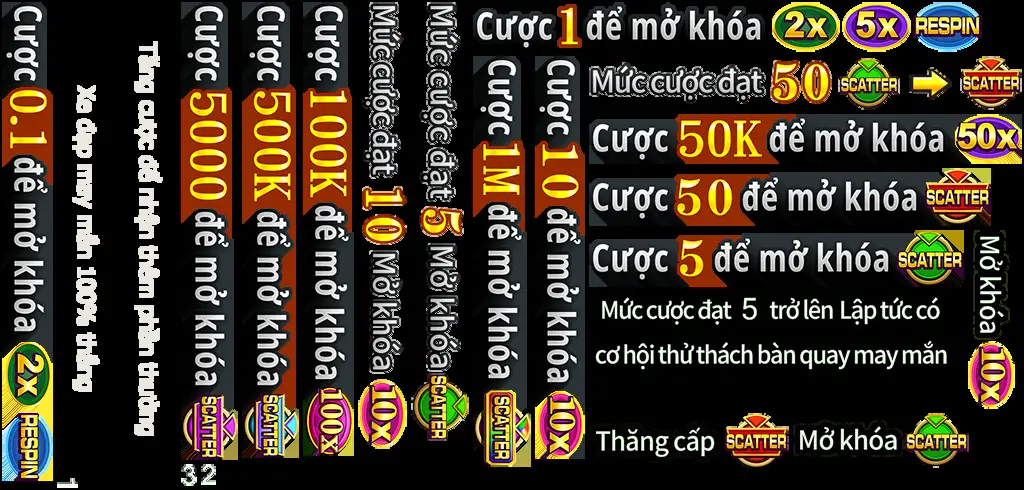 Cược 0.1 để mở khóa 2x RESPIN
Xe đạp may mắn 100% thắng
1
Tăng cược để nhận thêm phần thưởng
Cược 5000 để mở khóa SCATTER
32
Cược 500K để mở khóa SCATTER
Cược 100K để mở khóa 100x
Mức cược đạt 10 Mở khóa 10x
Mức cược đạt 5 Mở khóa SCATTER
Cược 1 để mở khóa 2x 5x RESPIN
Cược 1M để mở khóa SCATTER
Cược 10 để mở khóa 10x
Mức cược đạt 50 SCATTER SCATTER
Cược 50K để mở khóa 50x
Cược 50 để mở khóa SCATTER
Cược 5 để mở khóa SCATTER
Mở khóa 10x
Mức cược đạt 5 trở lên Lập tức có
cơ hội thử thách bàn quay may mắn
Thăng cấp SCATTER Mở khóa SCATTER